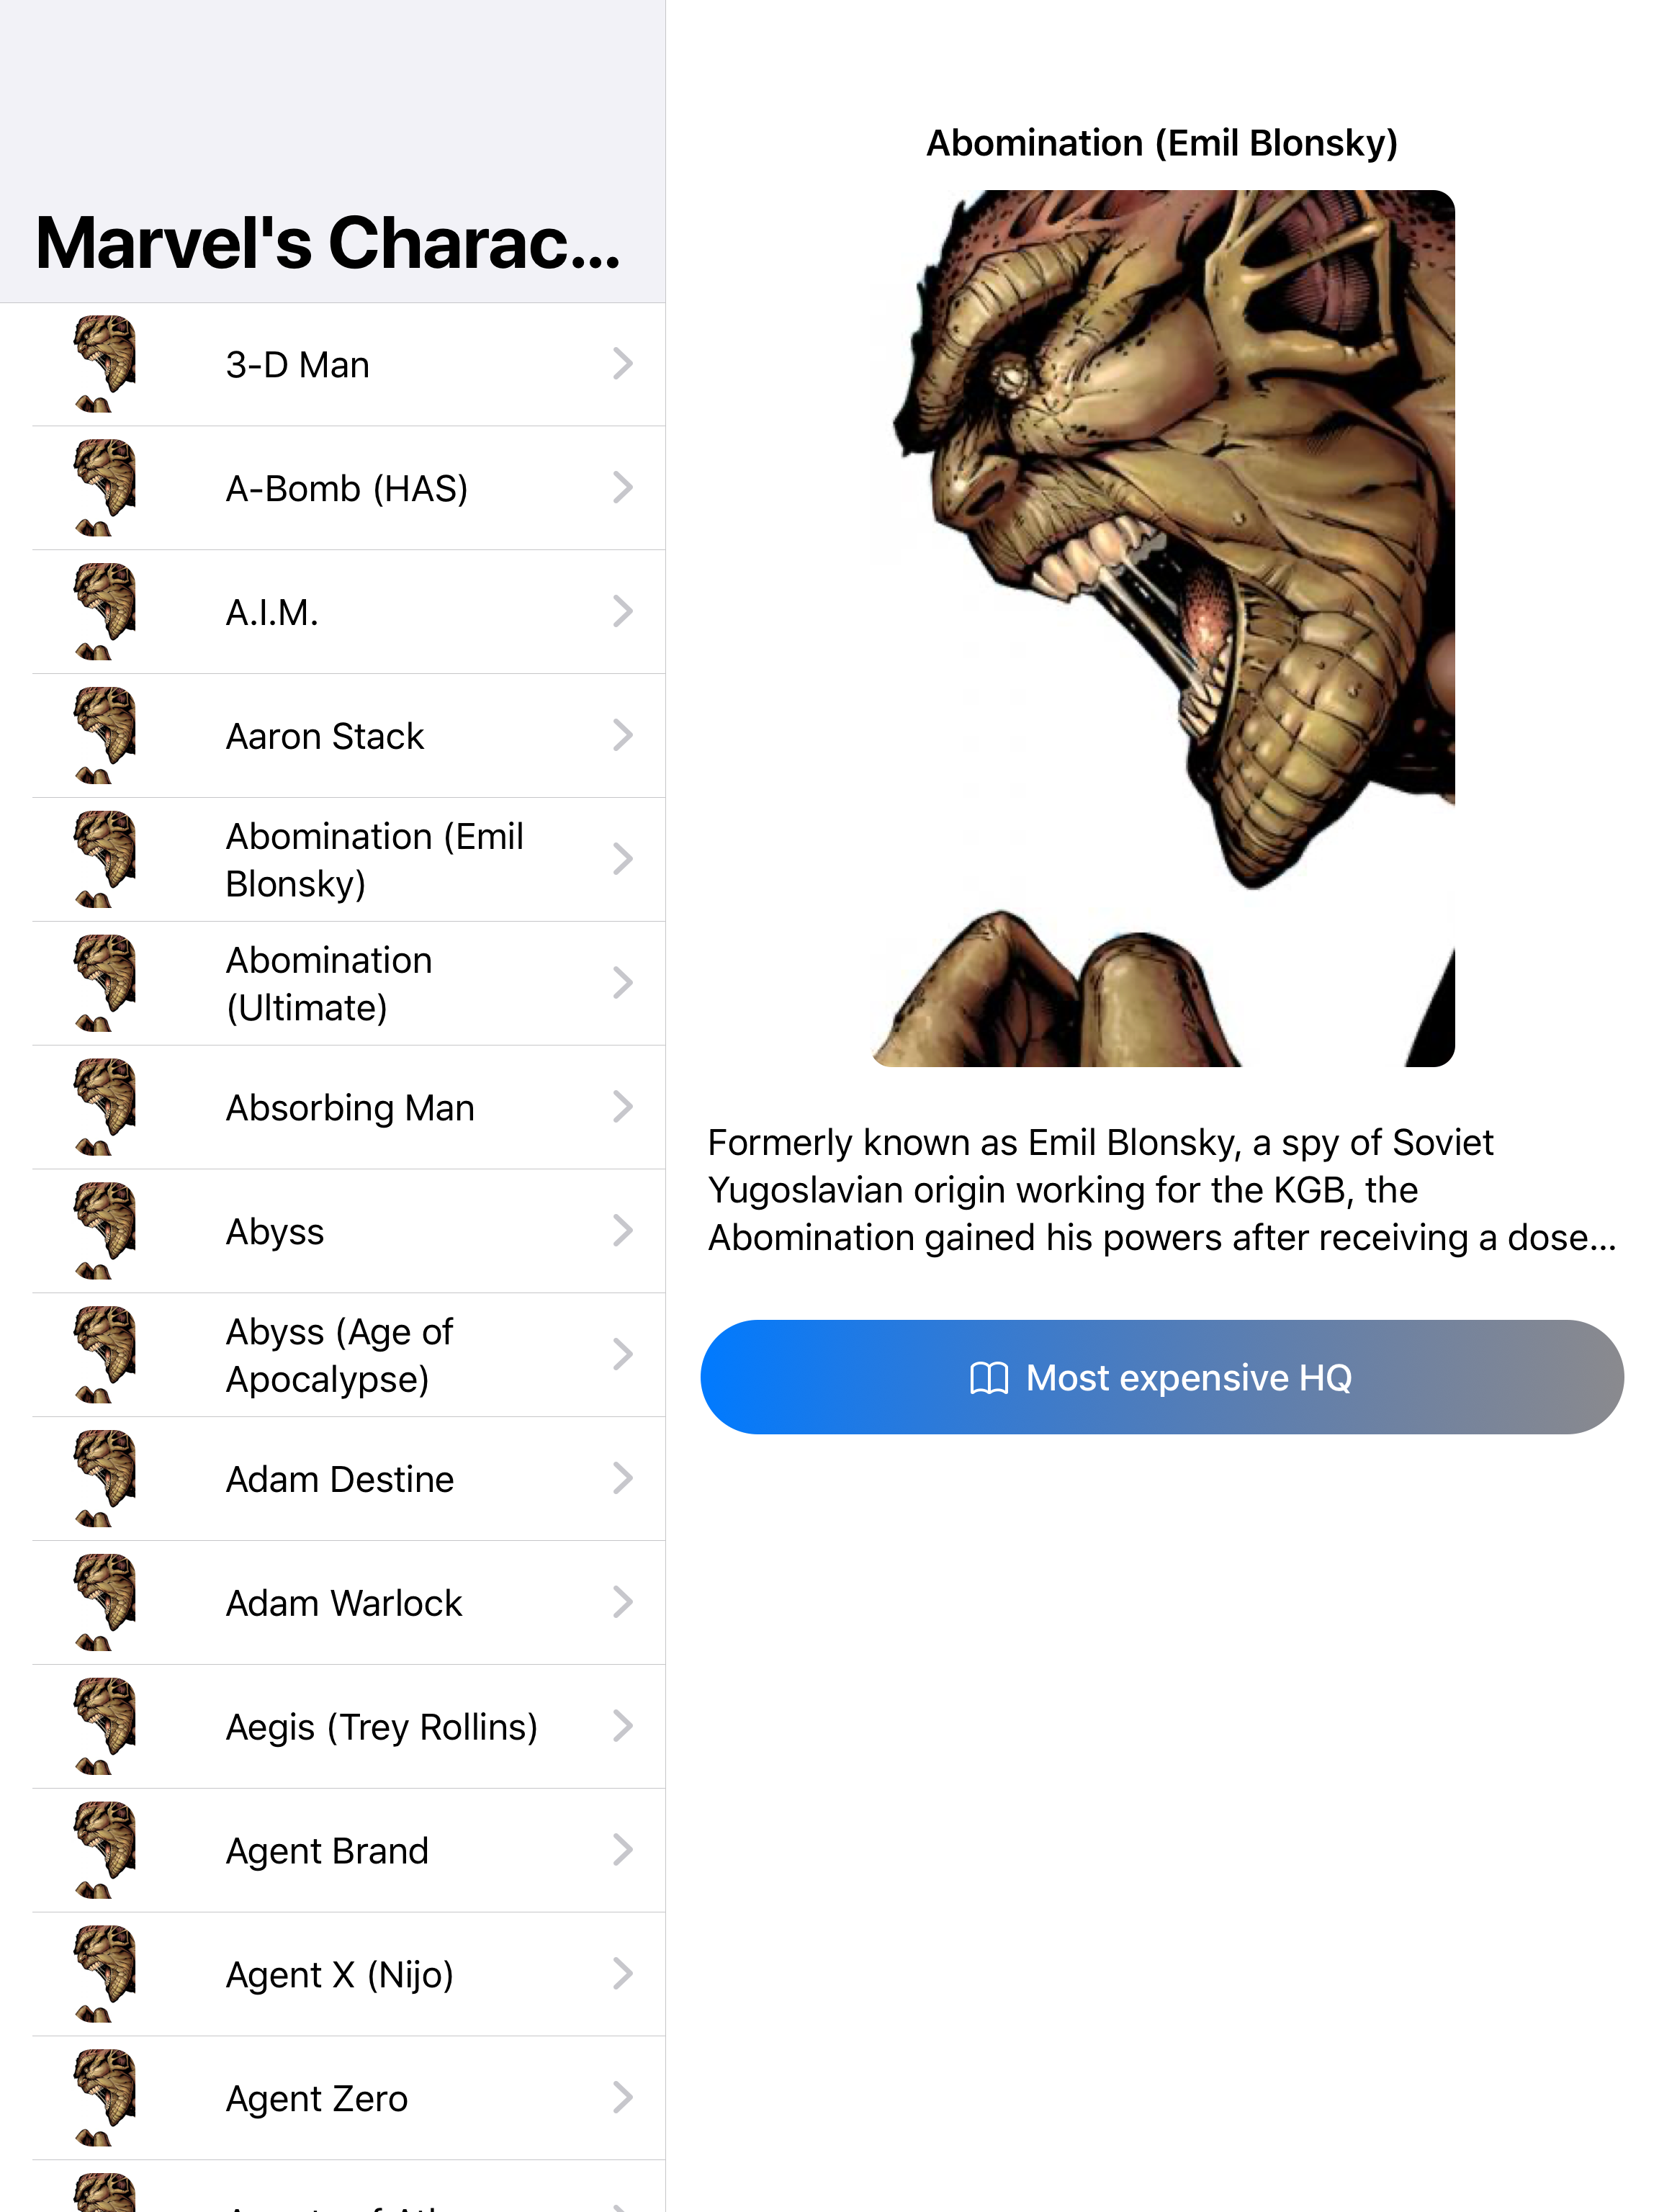 Marvel's Charac...
3-D Man
A-Bomb (HAS)
A.I.M.
Aaron Stack
Abomination (Emil
Blonsky)
Abomination
(Ultimate)
Absorbing Man
Abyss
Abyss (Age of
Apocalypse)
Adam Destine
Adam Warlock
Aegis (Trey Rollins)
Agent Brand
Agent X (Nijo)
Agent Zero
Abomination (Emil Blonsky)
Formerly known as Emil Blonsky, a spy of Soviet
Yugoslavian origin working for the KGB, the
Abomination gained his powers after receiving a dose...
Most expensive HQ